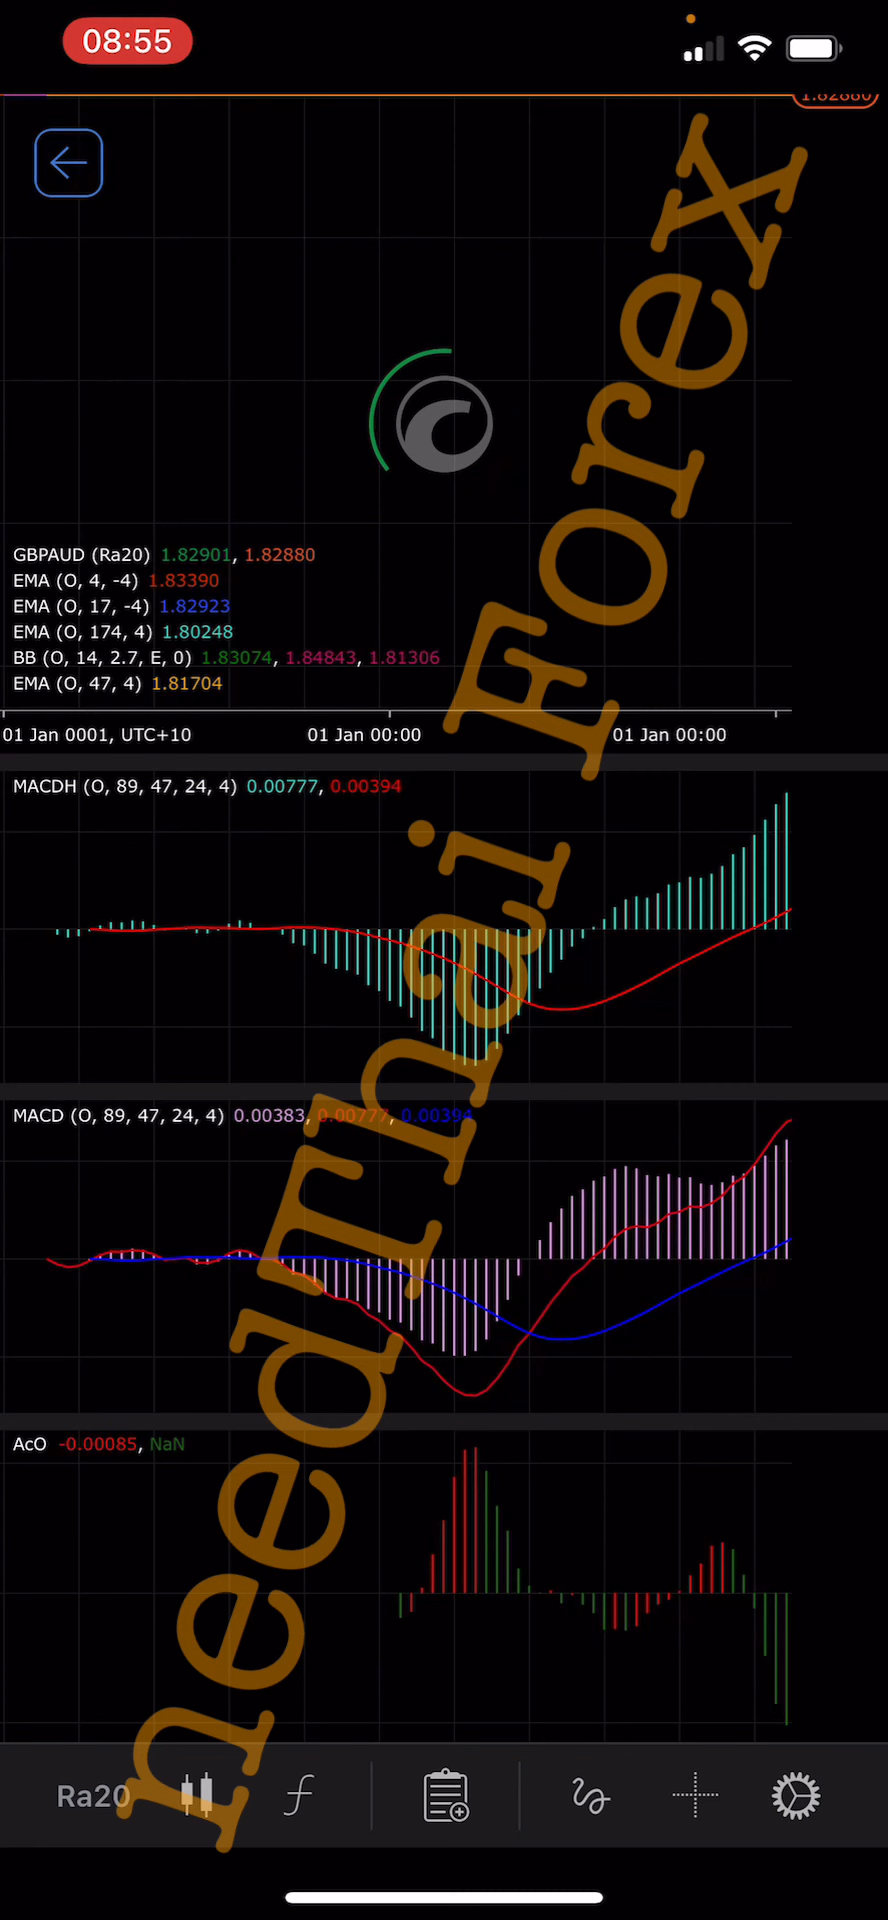 08:55
1.82880
GBPAUD (Ra20) 1.82901, 1.82880
EMA (O, 4, -4) 1.83390
EMA (O, 17, -4) 1.82923
EMA (O, 174, 4) 1.80248
BB (O, 14, 2.7, E, 0) 1.83074, 1.84843, 1.81306
EMA (O, 47, 4) 1.81704
01 Jan 0001, UTC+10 01 Jan 00:00 01 Jan 00:00
MACDH (O, 89, 47, 24, 4) 0.00777, 0.00394
MACD (O, 89, 47, 24, 4) 0.00383, 0.00777, 0.00394
AcO -0.00085, NaN
needThai Forex
Ra20